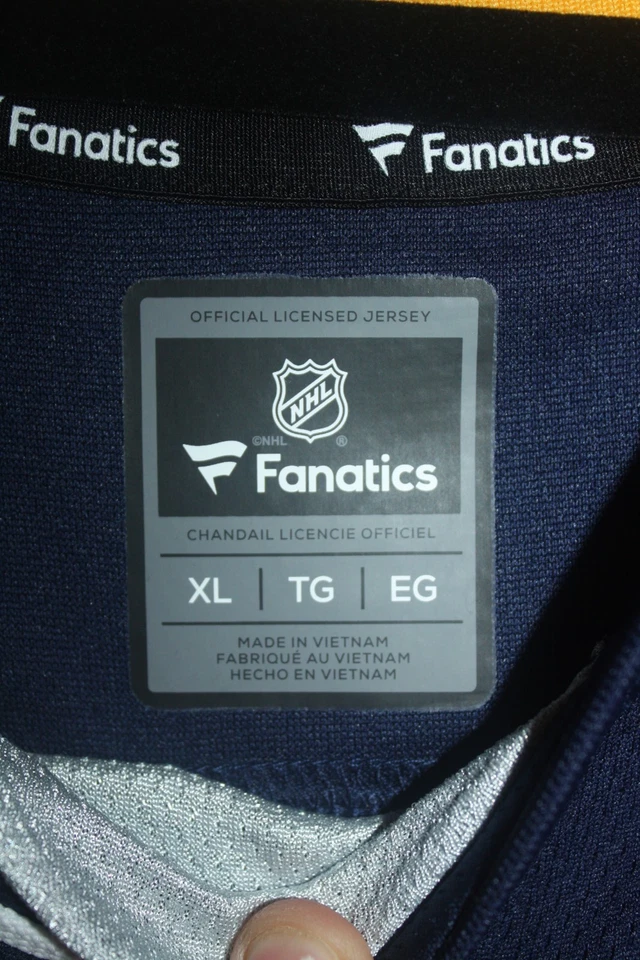 Fanatics Fanatics
OFFICIAL LICENSED JERSEY
NHL
©NHL ®
Fanatics
CHANDAIL LICENCIE OFFICIEL
XL | TG | EG
MADE IN VIETNAM
FABRIQUÉ AU VIETNAM
HECHO EN VIETNAM